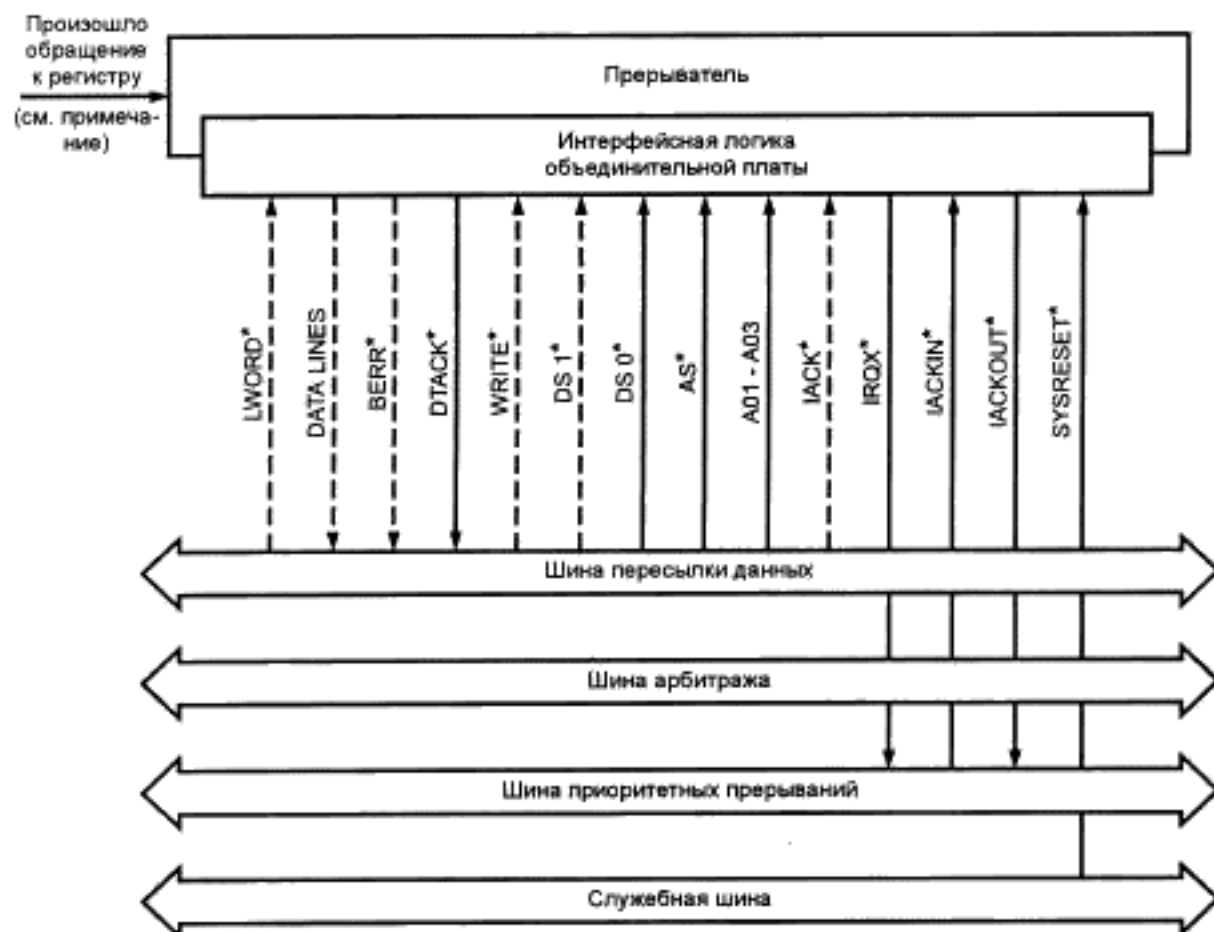 Произошло
обращение
к регистру
(см. примеча-
ние)
Прерыватель
Интерфейсная логика
объединительной платы
LWORD*
DATA LINES
BERR*
DTACK*
WRITE*
DS 1*
DS 0*
AS*
A01 - A03
IACK*
IRQX*
IACKIN*
IACKOUT*
SYSRESET*
Шина пересылки данных
Шина арбитража
Шина приоритетных прерываний
Служебная шина